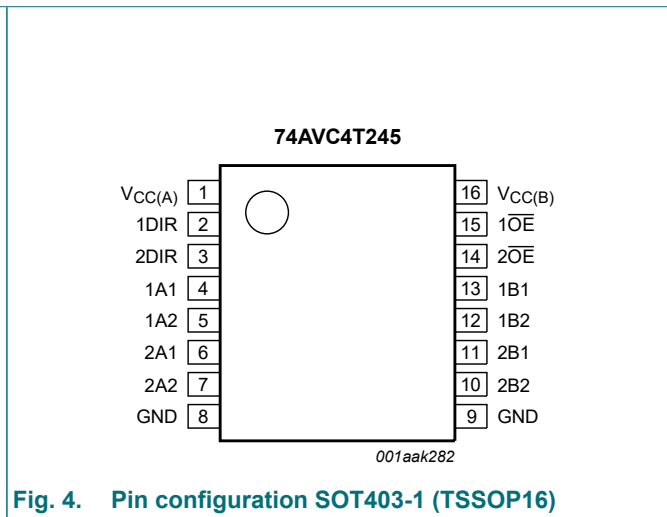 74AVC4T245
VCC(A) 1 16 VCC(B)
1DIR 2 15 1O̅E̅
2DIR 3 14 2O̅E̅
1A1 4 13 1B1
1A2 5 12 1B2
2A1 6 11 2B1
2A2 7 10 2B2
GND 8 9 GND
001aak282
Fig. 4. Pin configuration SOT403-1 (TSSOP16)